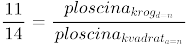 11/14 = ploscina_{krog_{d=n}} / ploscina_{kvadrat_{a=n}}